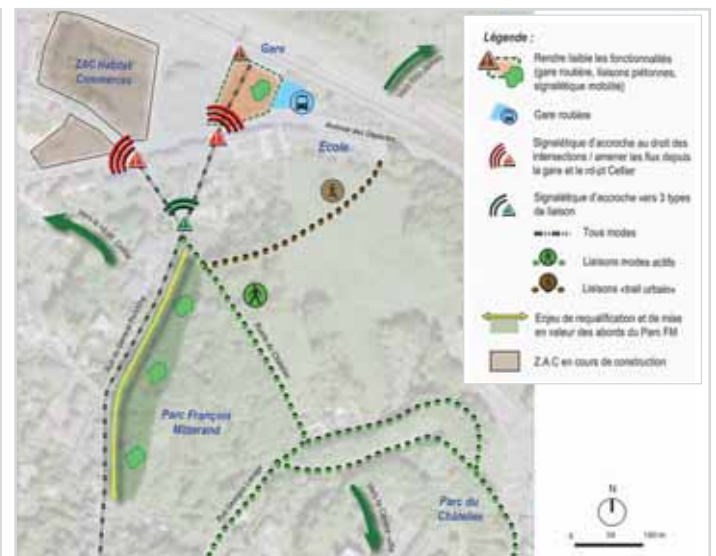 Légende :
Rendre laible les fonctionnalités
(gare routière, liaisons piétonnes,
signalétique mobilité)
Gare routière
Signalétique d'accroche au droit des
intersections / amener les flux depuis
la gare et le rd-pt Cellier
Signalétique d'accroche vers 3 types
de liaison
Tous modes
Liaisons modes actifs
Liaisons «trail urbain»
Enjeu de requalification et de mise
en valeur des abords du Parc FM
Z.A.C en cours de construction
Gare
ZAC Habitat
Commerces
Ecole
Parc François
Mitterand
Parc du
Châtelles
N
0